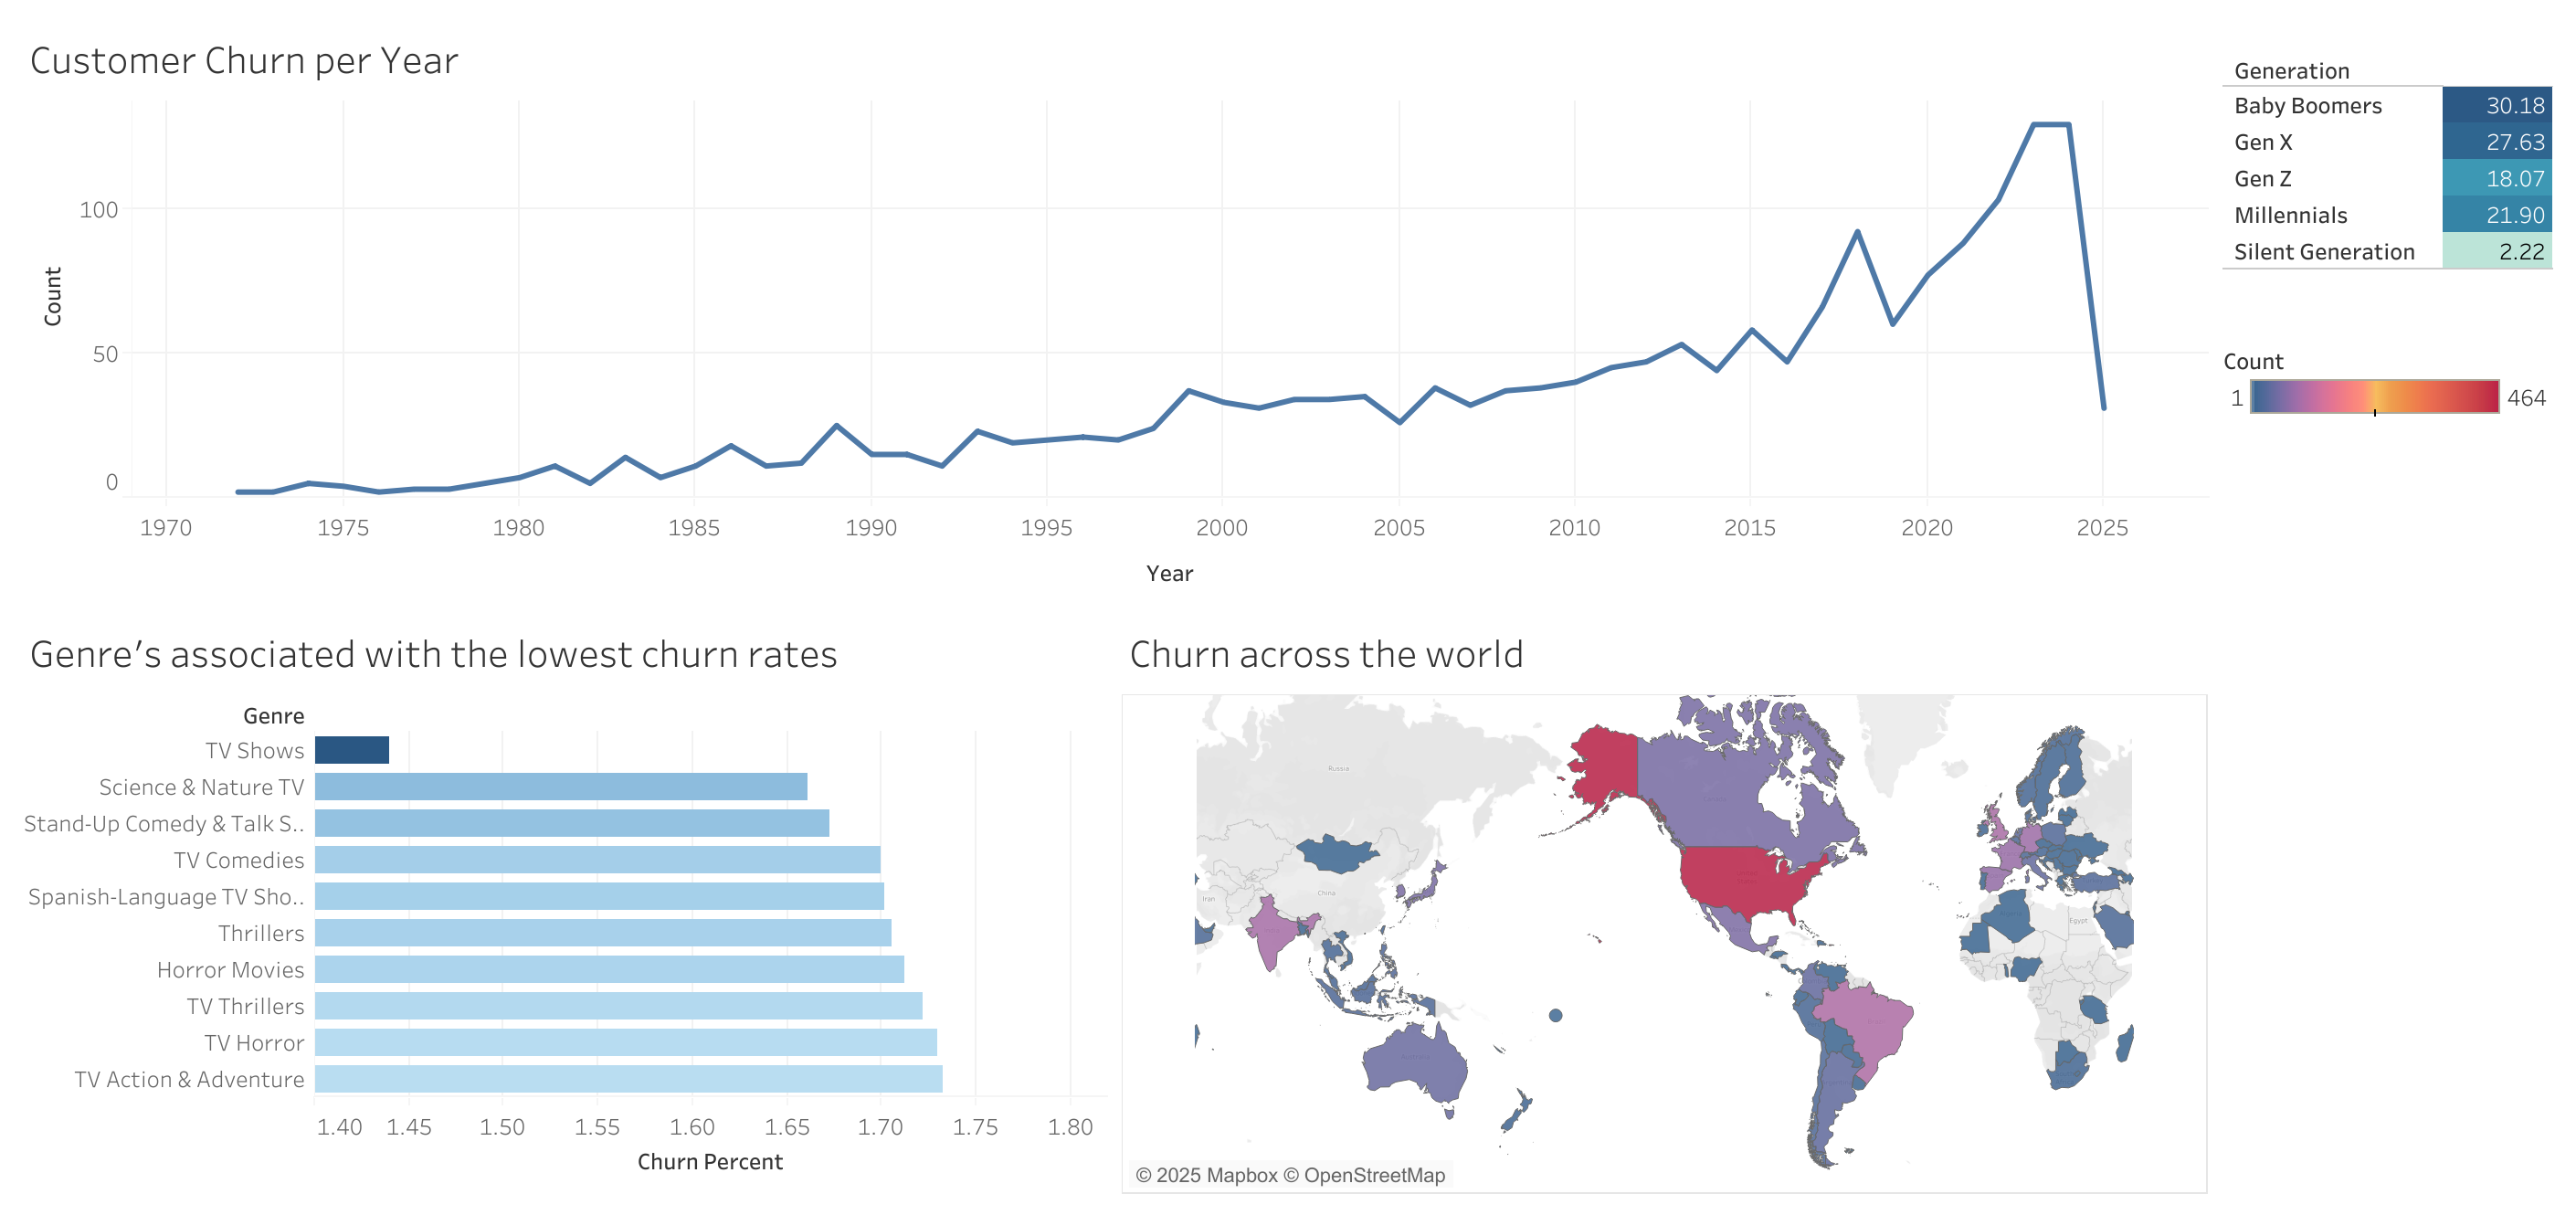 Customer Churn per Year
Count
100
50
0
1970 1975 1980 1985 1990 1995 2000 2005 2010 2015 2020 2025
Year
Generation
Baby Boomers 30.18
Gen X 27.63
Gen Z 18.07
Millennials 21.90
Silent Generation 2.22
Count
1 464
Genre’s associated with the lowest churn rates
Genre
TV Shows
Science & Nature TV
Stand-Up Comedy & Talk S..
TV Comedies
Spanish-Language TV Sho..
Thrillers
Horror Movies
TV Thrillers
TV Horror
TV Action & Adventure
1.40 1.45 1.50 1.55 1.60 1.65 1.70 1.75 1.80
Churn Percent
Churn across the world
Russia
China
Iran
Egypt
© 2025 Mapbox © OpenStreetMap